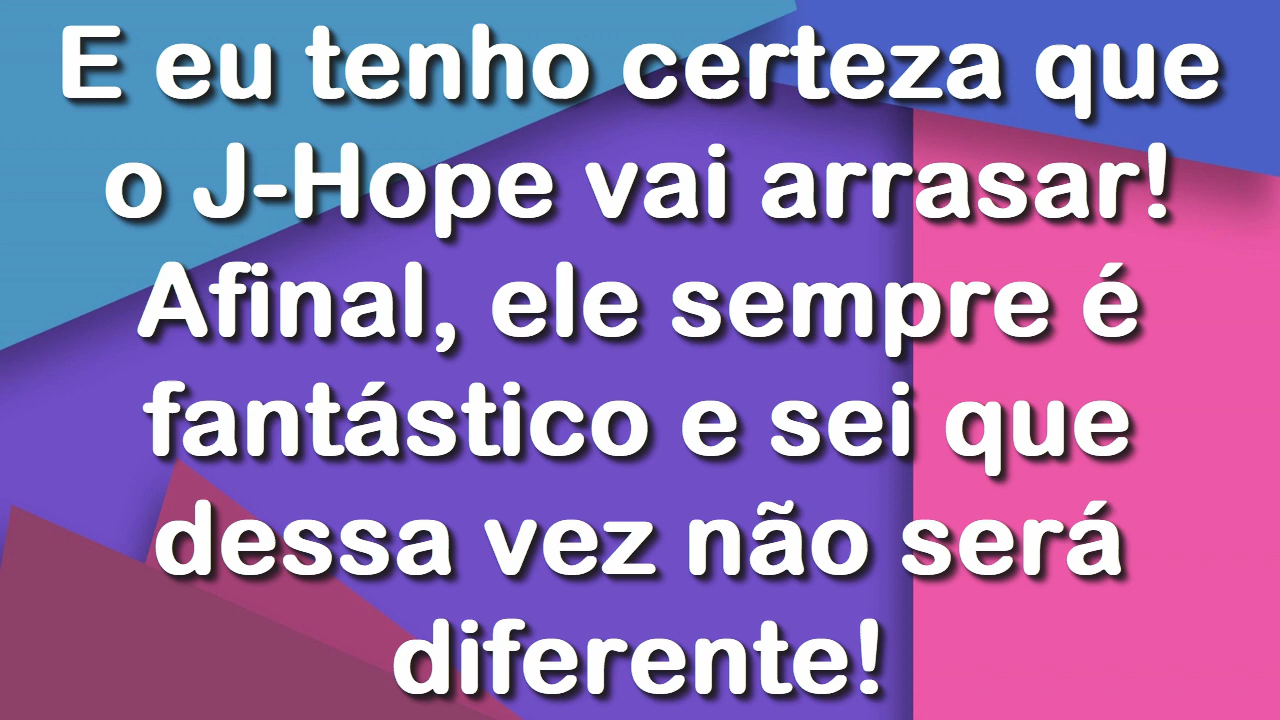 E eu tenho certeza que
o J-Hope vai arrasar!
Afinal, ele sempre é
fantástico e sei que
dessa vez não será
diferente!